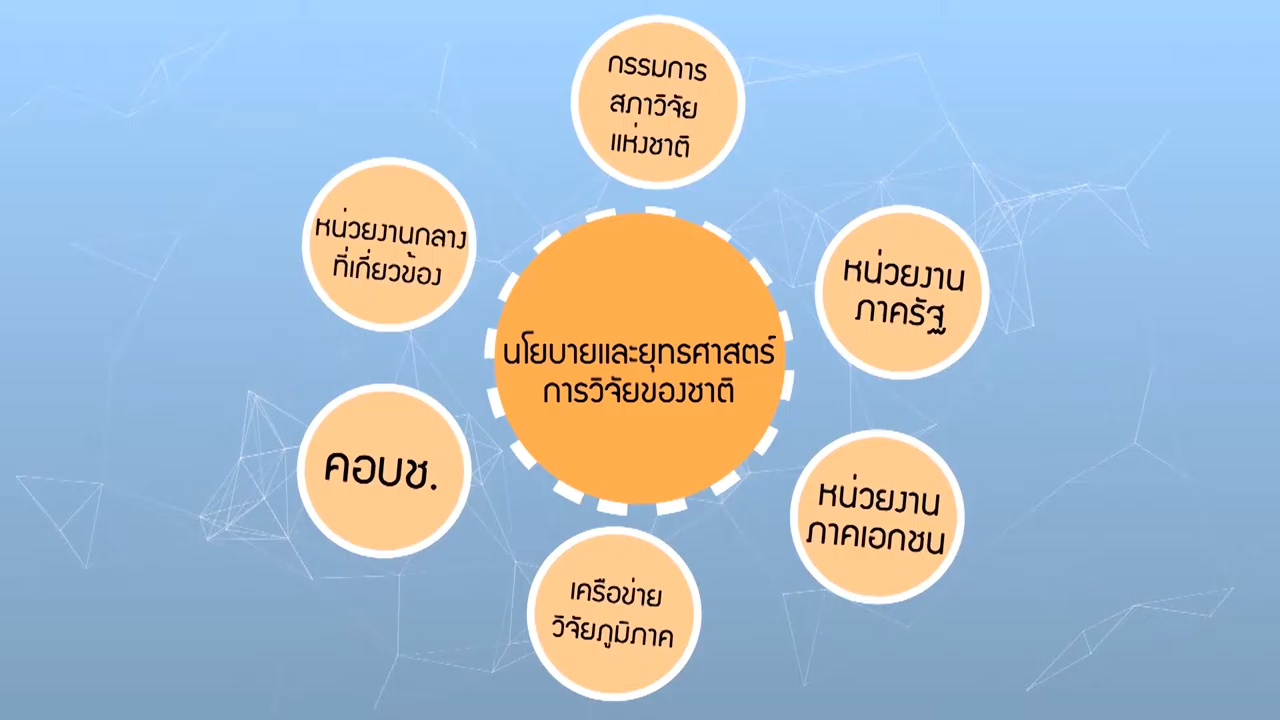 กรรมการ
สภาวิจัย
แห่งชาติ
หน่วยงานกลาง
ที่เกี่ยวข้อง
หน่วยงาน
ภาครัฐ
นโยบายและยุทธศาสตร์
การวิจัยของชาติ
คอบช.
หน่วยงาน
ภาคเอกชน
เครือข่าย
วิจัยภูมิภาค